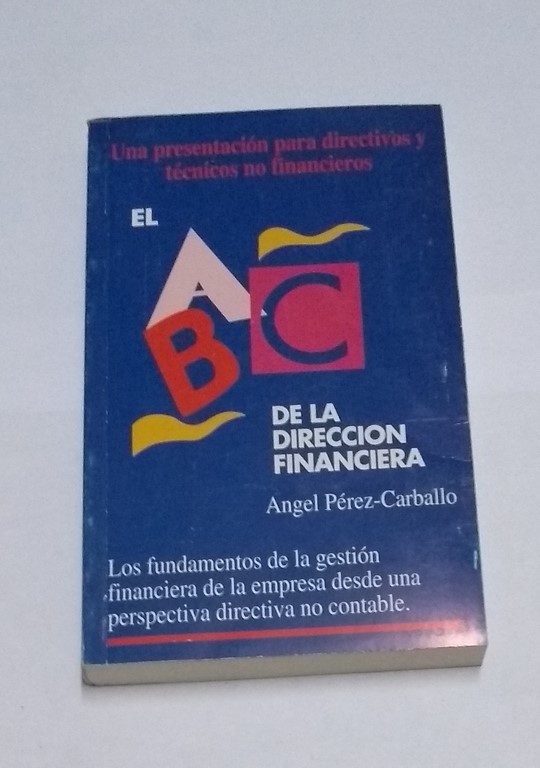 Una presentación para directivos y
técnicos no financieros
EL
ABC
DE LA
DIRECCION
FINANCIERA
Angel Pérez-Carballo
Los fundamentos de la gestión
financiera de la empresa desde una
perspectiva directiva no contable.